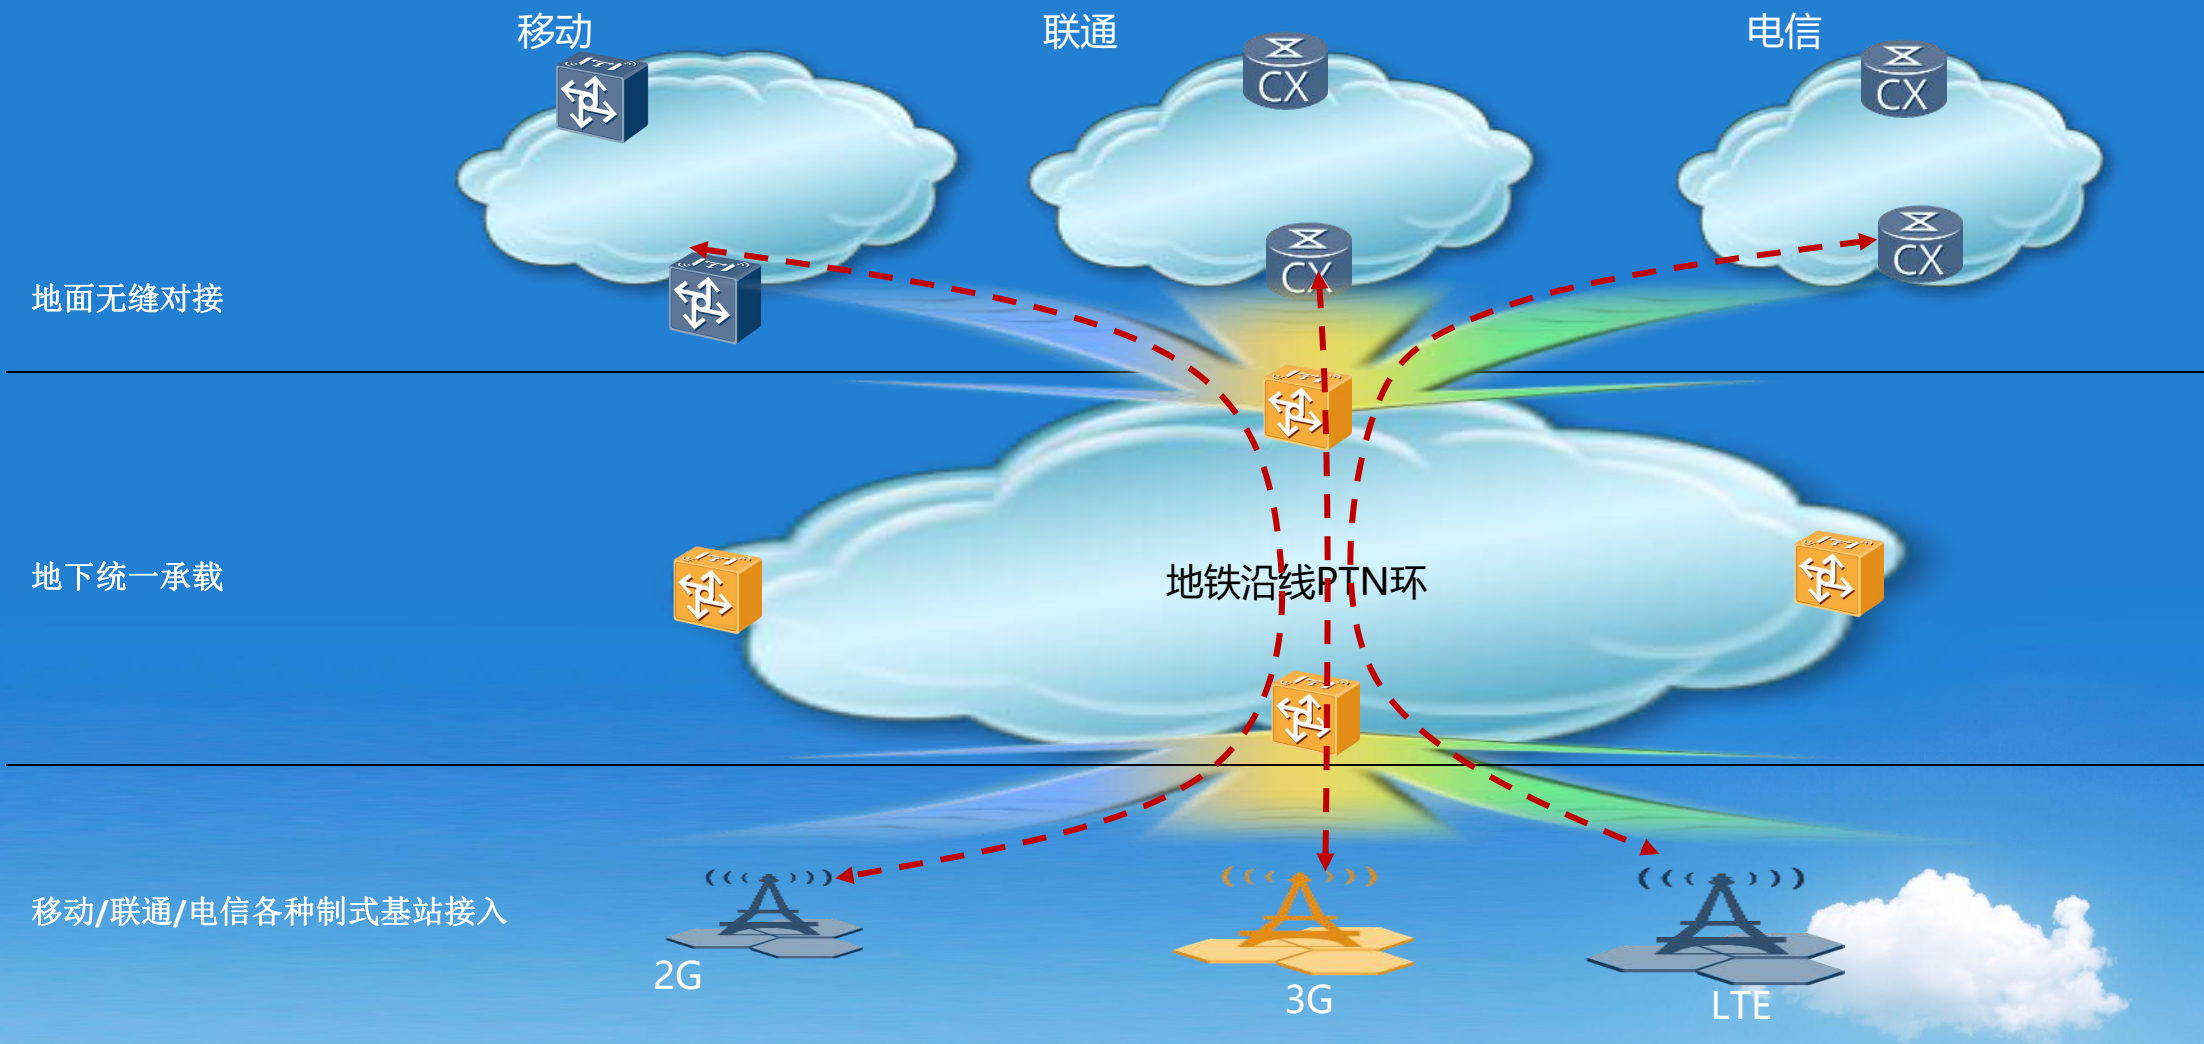 移动
联通
电信
CX
CX
CX
CX
地面无缝对接
地下统一承载
地铁沿线PTN环
移动/联通/电信各种制式基站接入
2G
3G
LTE